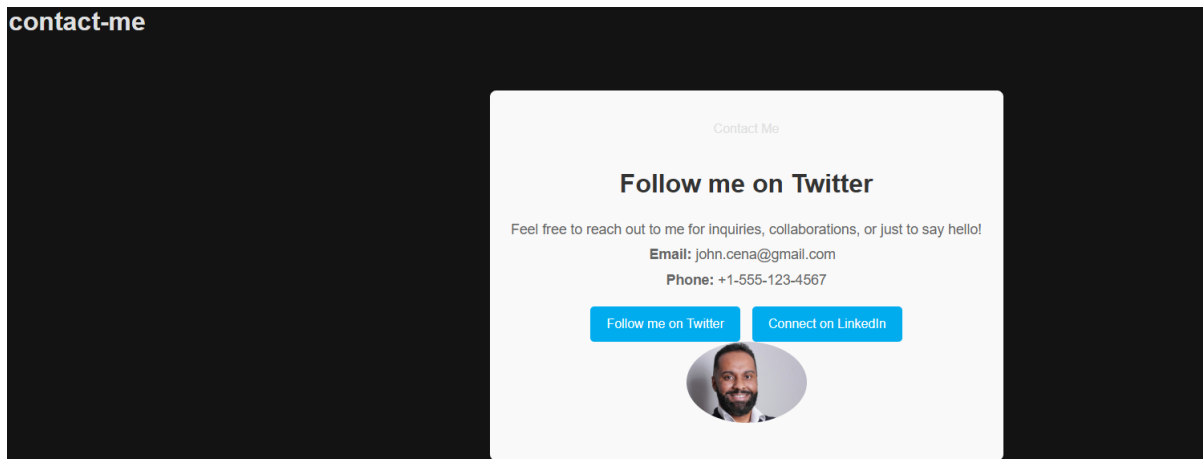 contact-me
Contact Me
Follow me on Twitter
Feel free to reach out to me for inquiries, collaborations, or just to say hello!
Email: john.cena@gmail.com
Phone: +1-555-123-4567
Follow me on Twitter
Connect on LinkedIn